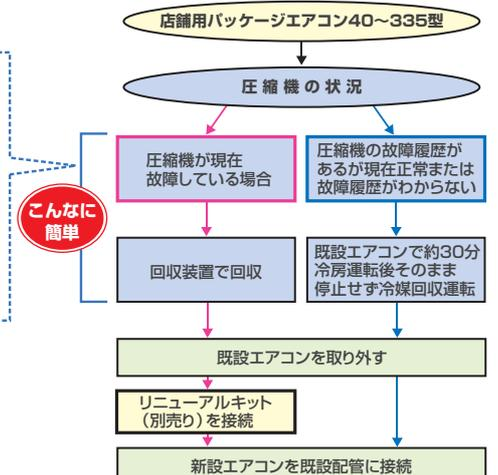 店舗用パッケージエアコン40～335型
圧縮機の状況
圧縮機が現在
故障している場合
圧縮機の故障履歴が
あるが現在正常または
故障履歴がわからない
こんなに
簡単
回収装置で回収
既設エアコンで約30分
冷房運転後そのまま
停止せず冷媒回収運転
既設エアコンを取り外す
リニューアルキット
（別売り）を接続
新設エアコンを既設配管に接続